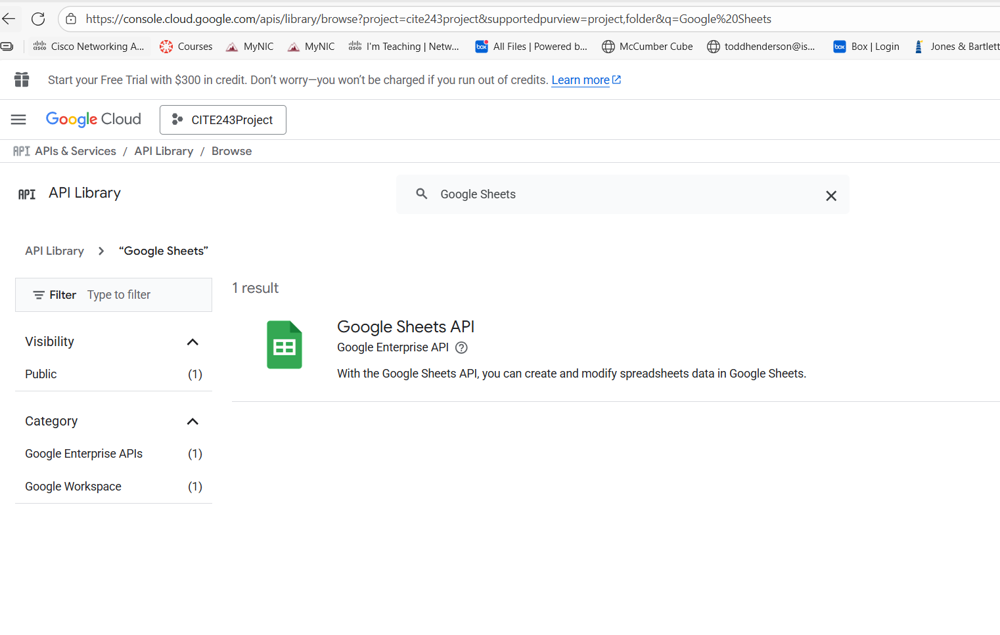 https://console.cloud.google.com/apis/library/browse?project=cite243project&supportedpurview=project,folder&q=Google%20Sheets
Cisco Networking A... Courses MyNIC MyNIC I'm Teaching | Netw... box All Files | Powered b... McCumber Cube toddhenderson@is... box Box | Login Jones & Bartlett
Start your Free Trial with $300 in credit. Don’t worry—you won’t be charged if you run out of credits. Learn more
Google Cloud CITE243Project
API APIs & Services / API Library / Browse
API API Library Google Sheets
API Library > “Google Sheets”
Filter Type to filter
1 result
Google Sheets API
Google Enterprise API
With the Google Sheets API, you can create and modify spreadsheets data in Google Sheets.
Visibility
Public (1)
Category
Google Enterprise APIs (1)
Google Workspace (1)